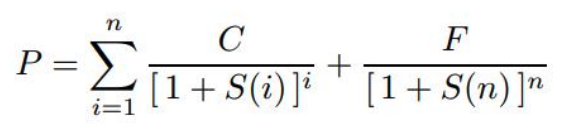 $P = \sum_{i=1}^{n} \frac{C}{[1+S(i)]^i} + \frac{F}{[1+S(n)]^n}$